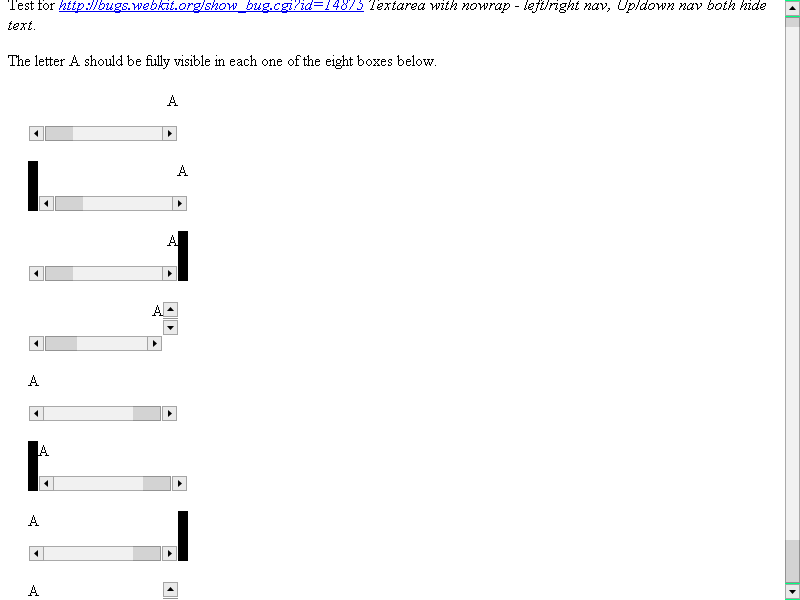 Test for http://bugs.webkit.org/show_bug.cgi?id=14875 Textarea with nowrap - left/right nav, Up/down nav both hide
text.
The letter A should be fully visible in each one of the eight boxes below.
A
A
A
A
A
A
A
A